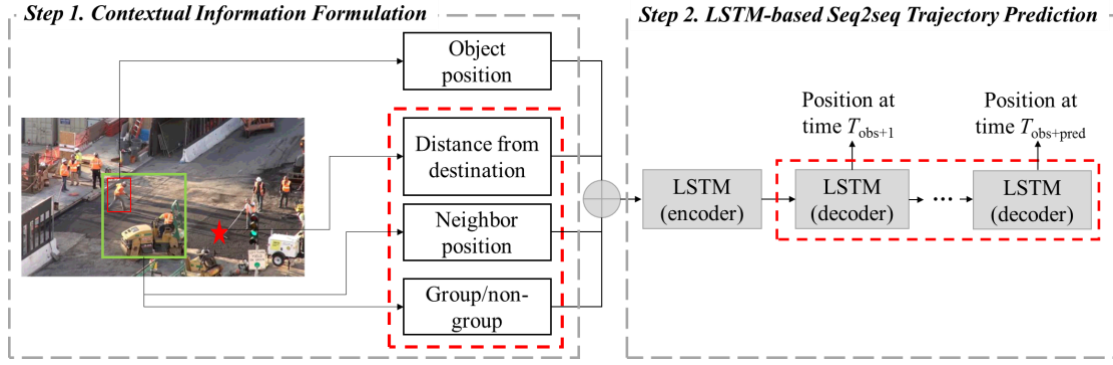 Step 1. Contextual Information Formulation
Object
position
Distance from
destination
Neighbor
position
Group/non-
group
Step 2. LSTM-based Seq2seq Trajectory Prediction
Position at
time Tobs+1
Position at
time Tobs+pred
LSTM
(encoder)
LSTM
(decoder)
...
LSTM
(decoder)